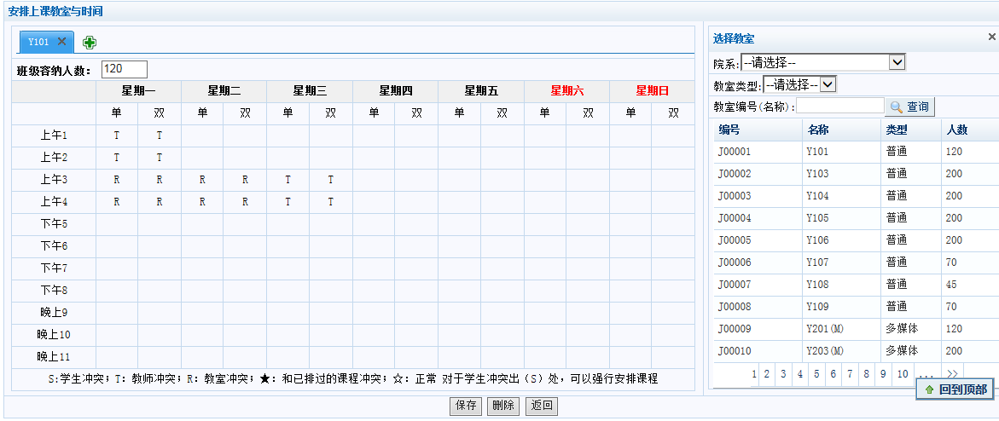 安排上课教室与时间
Y101
班级容纳人数： 120
星期一 星期二 星期三 星期四 星期五 星期六 星期日
单 双 单 双 单 双 单 双 单 双 单 双 单 双
上午1 T T
上午2 T T
上午3 R R R R T T
上午4 R R R R T T
下午5
下午6
下午7
下午8
晚上9
晚上10
晚上11
S:学生冲突；T：教师冲突；R：教室冲突；★：和已排过的课程冲突；☆：正常 对于学生冲突出（S）处，可以强行安排课程
选择教室
院系: --请选择--
教室类型: --请选择--
教室编号(名称): 查询
编号 名称 类型 人数
J00001 Y101 普通 120
J00002 Y103 普通 200
J00003 Y104 普通 200
J00004 Y105 普通 200
J00005 Y106 普通 200
J00006 Y107 普通 70
J00007 Y108 普通 45
J00008 Y109 普通 70
J00009 Y201(M) 多媒体 120
J00010 Y203(M) 多媒体 200
1 2 3 4 5 6 7 8 9 10 ... >>
回到顶部
保存 删除 返回